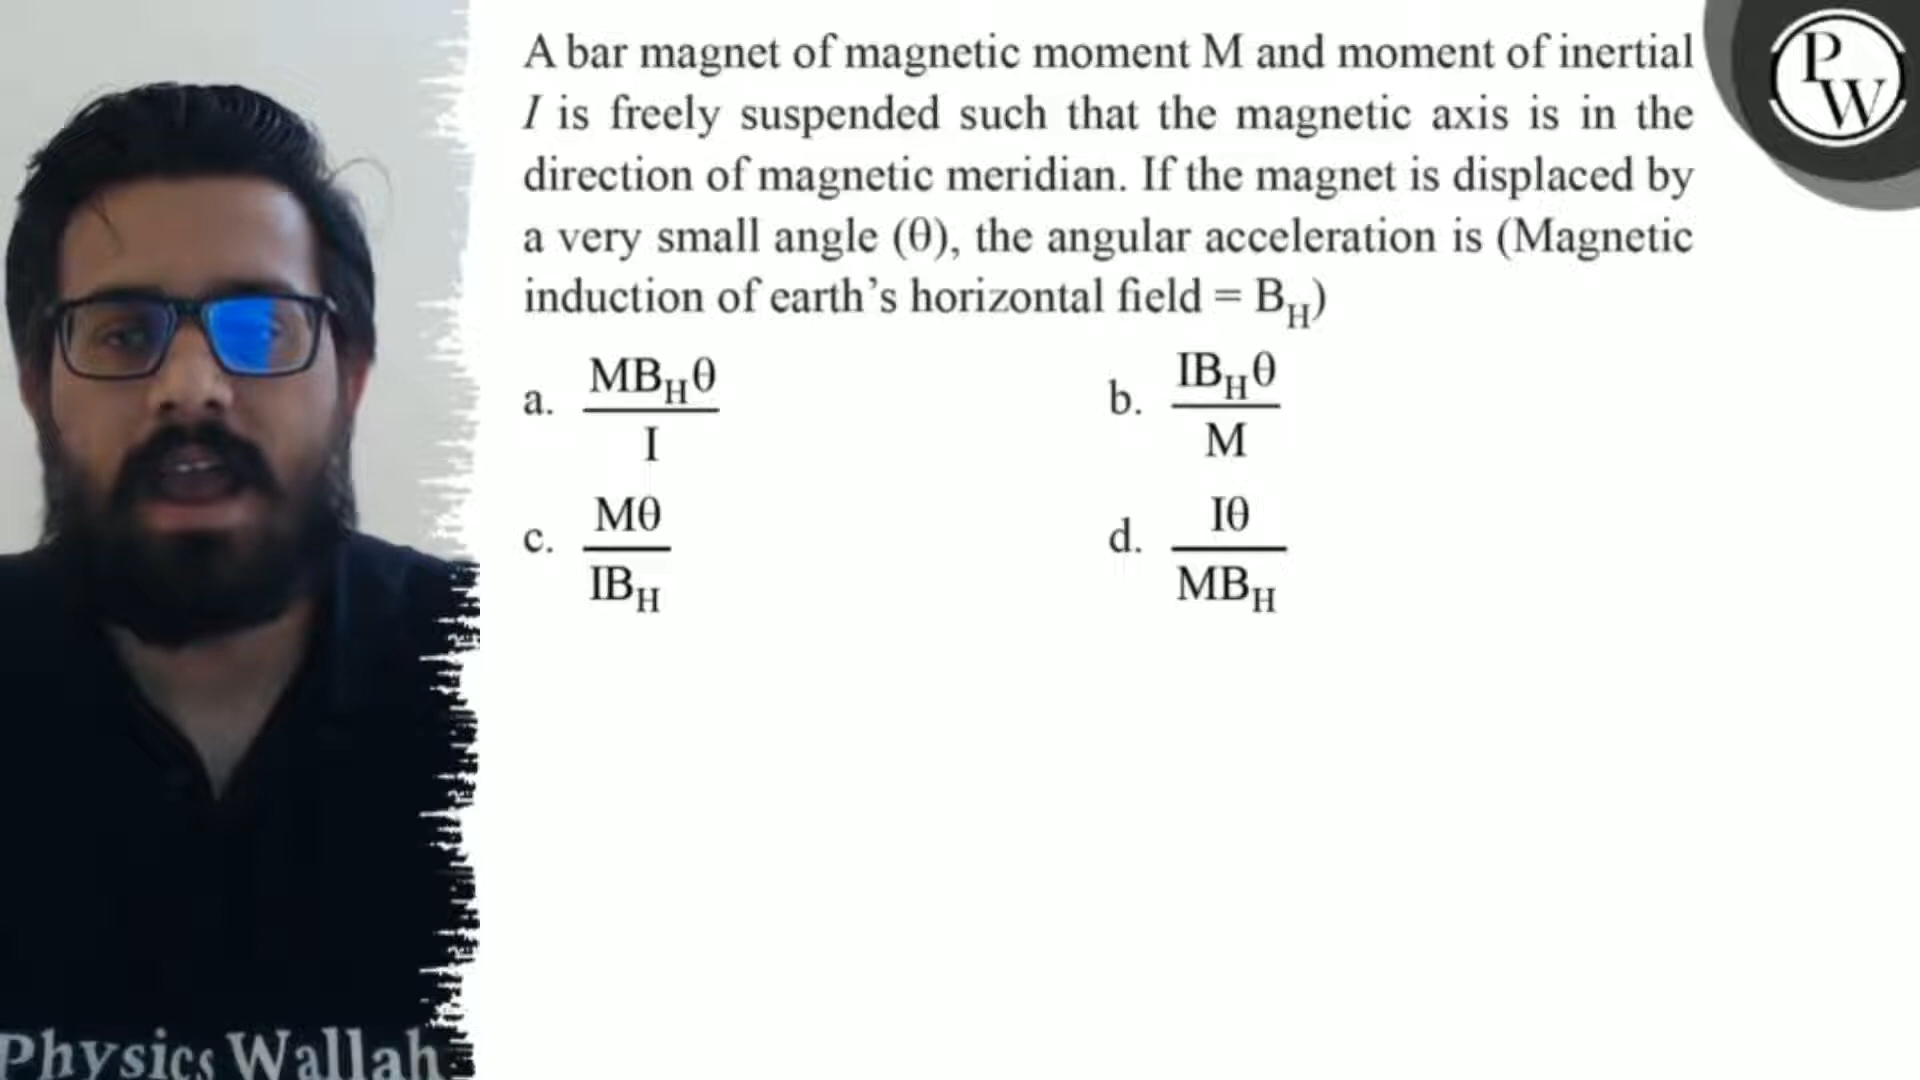 A bar magnet of magnetic moment M and moment of inertial
I is freely suspended such that the magnetic axis is in the
direction of magnetic meridian. If the magnet is displaced by
a very small angle (θ), the angular acceleration is (Magnetic
induction of earth's horizontal field = B_H)
a. MB_Hθ / I
b. IB_Hθ / M
c. Mθ / IB_H
d. Iθ / MB_H
PW
Physics Wallah